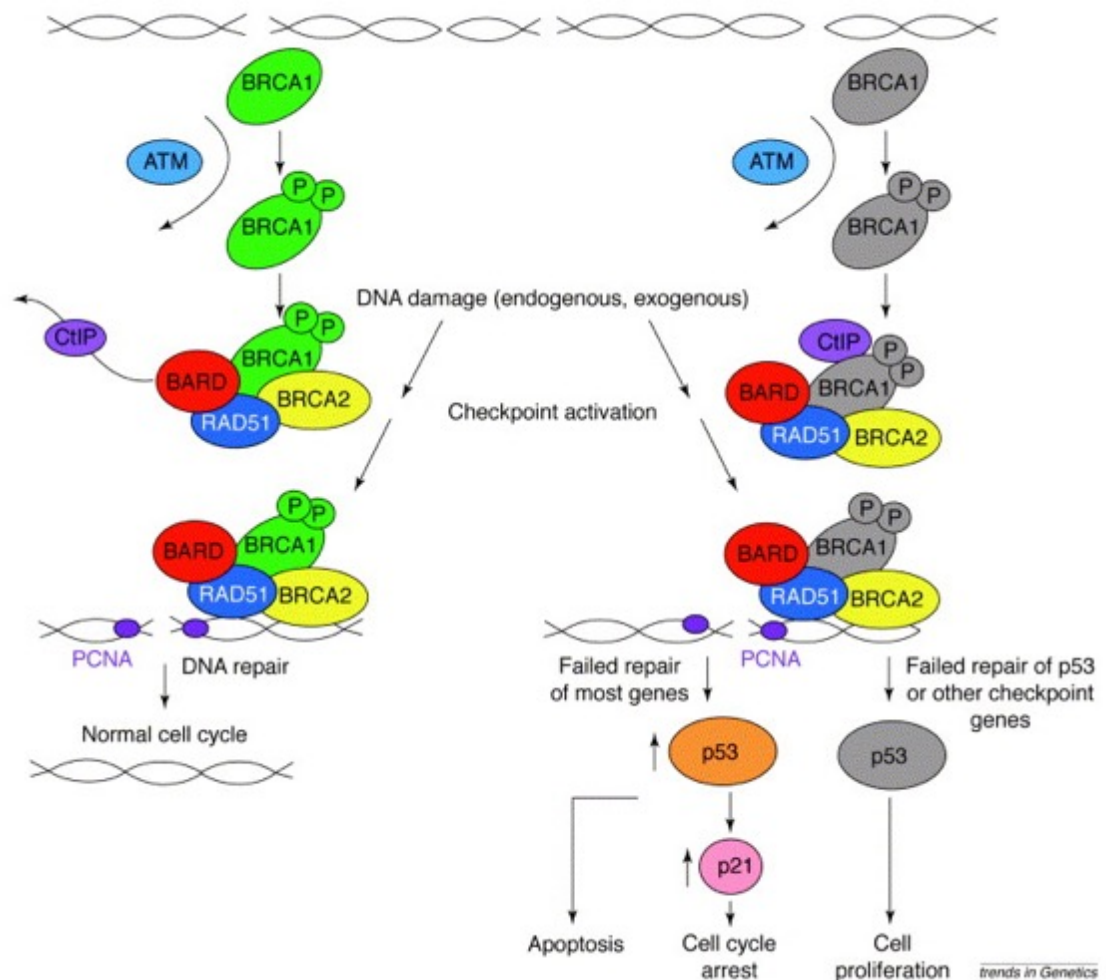 BRCA1
BRCA1
ATM
ATM
P
P
P
P
BRCA1
BRCA1
DNA damage (endogenous, exogenous)
CtIP
P
P
BRCA1
BARD
BRCA2
RAD51
CtIP
P
P
BRCA1
BARD
RAD51
BRCA2
Checkpoint activation
P
P
BRCA1
BARD
RAD51
BRCA2
P
P
BRCA1
BARD
RAD51
BRCA2
PCNA
DNA repair
PCNA
Failed repair
of most genes
Failed repair of p53
or other checkpoint
genes
Normal cell cycle
p53
p53
p21
Apoptosis
Cell cycle
arrest
Cell
proliferation
trends in Genetics